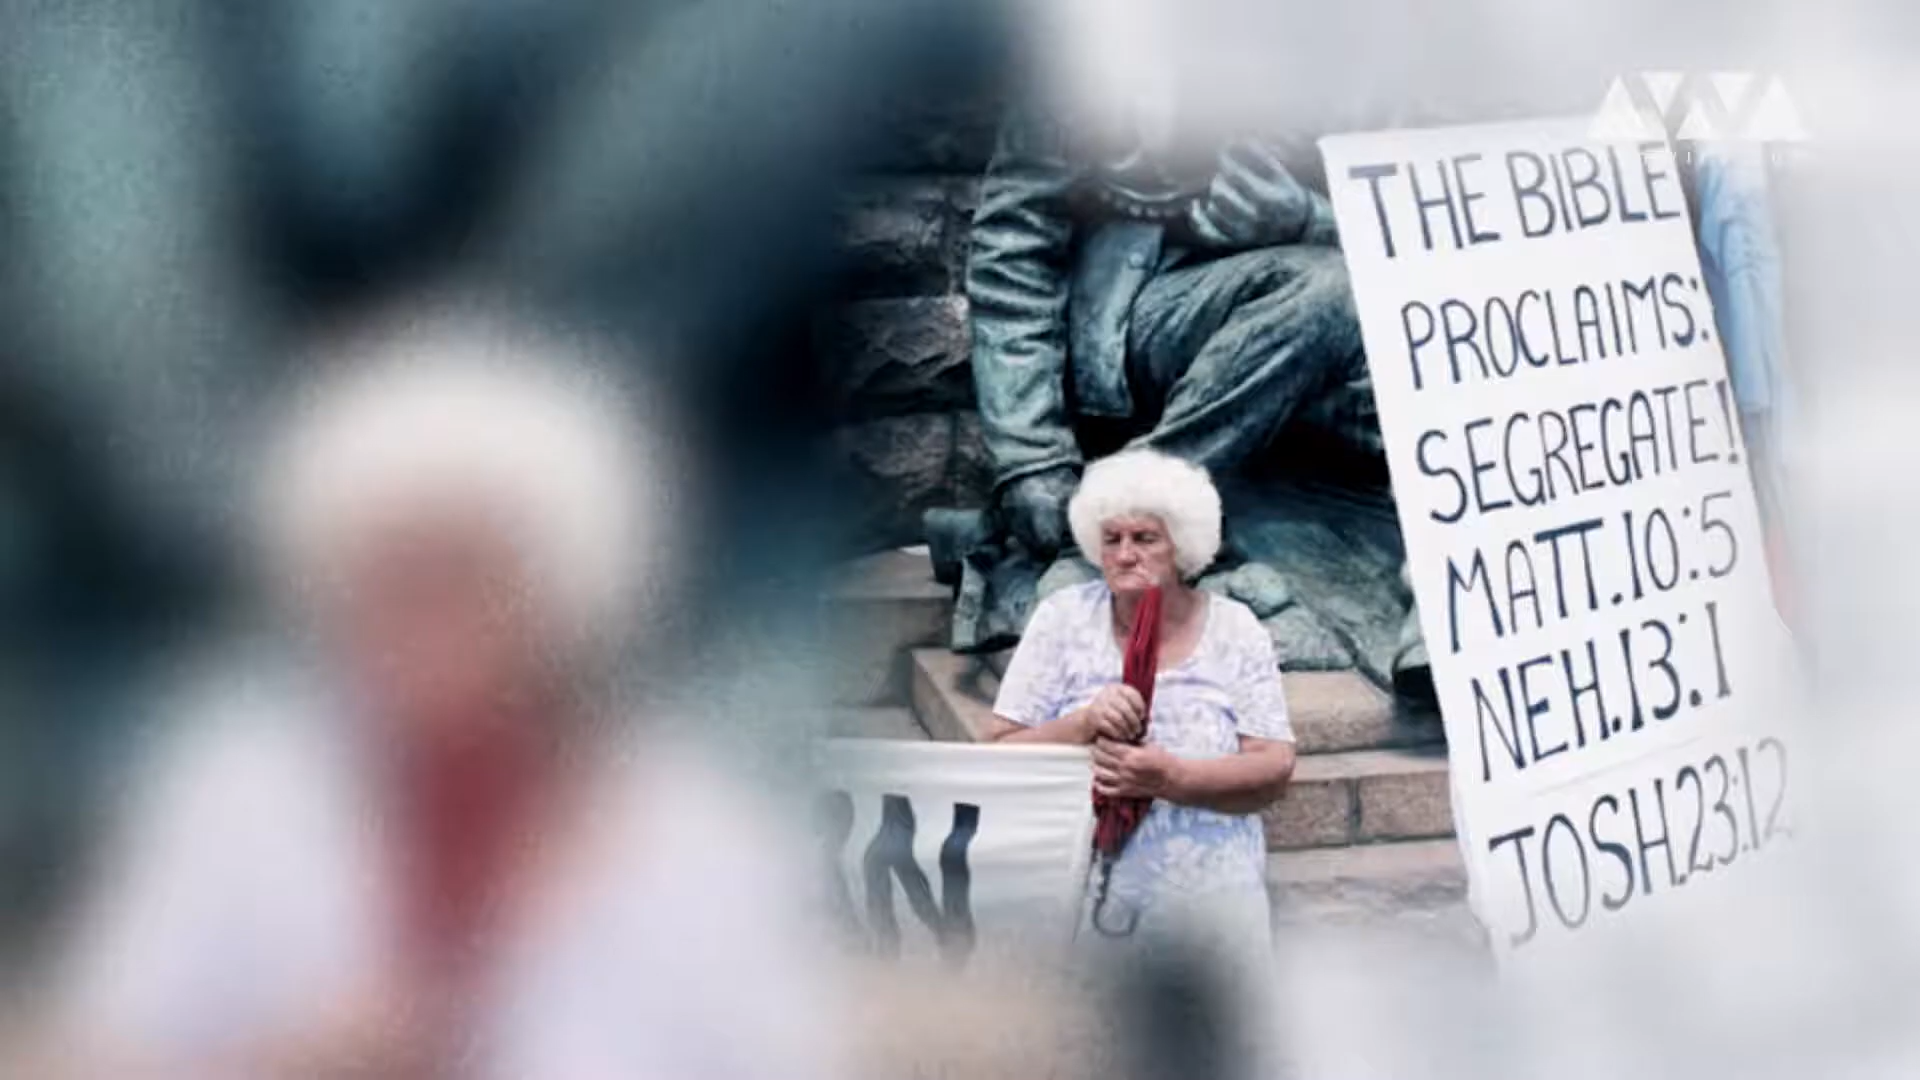 THE BIBLE
PROCLAIMS:
SEGREGATE!
MATT.10:5
NEH.13:1
JOSH.23:12
N